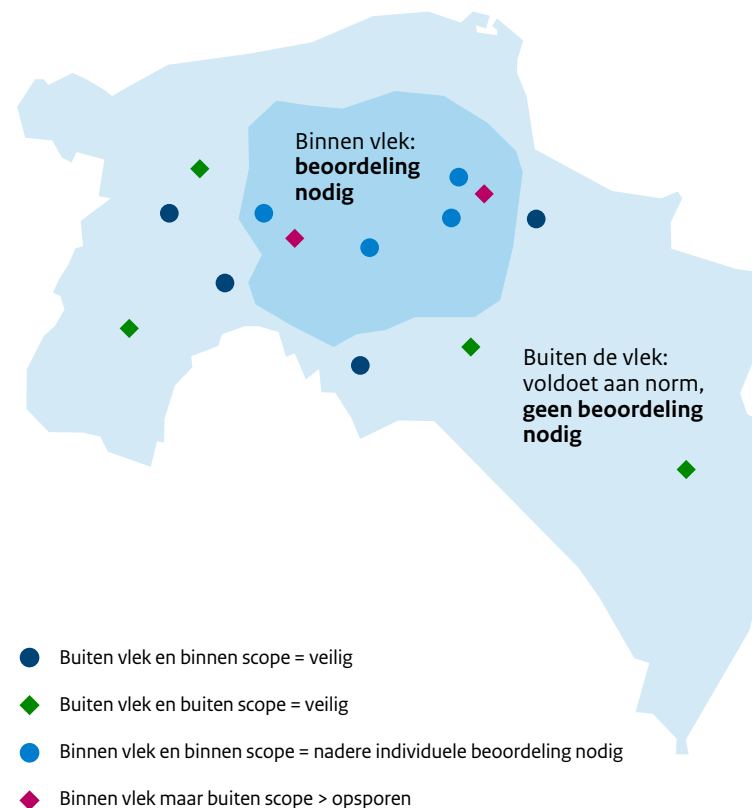 Binnen vlek:
beoordeling
nodig
Buiten de vlek:
voldoet aan norm,
geen beoordeling
nodig
Buiten vlek en binnen scope = veilig
Buiten vlek en buiten scope = veilig
Binnen vlek en binnen scope = nadere individuele beoordeling nodig
Binnen vlek maar buiten scope > opsporen